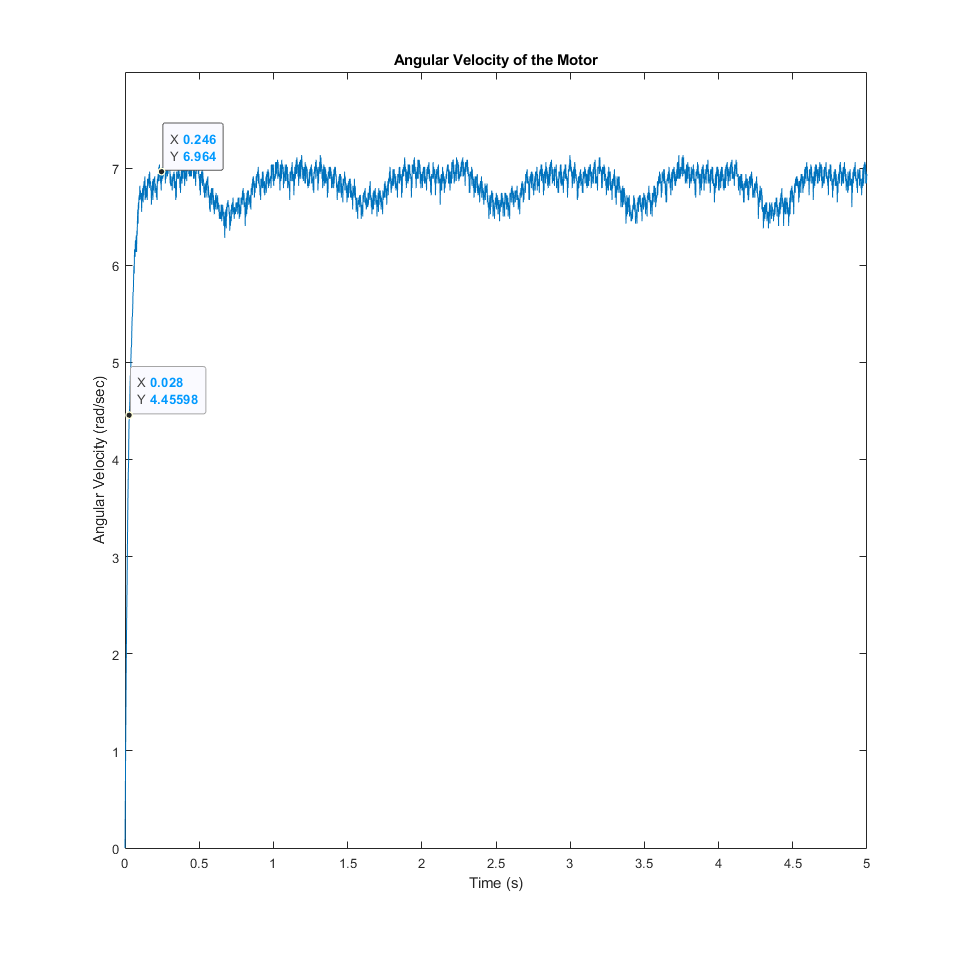 Angular Velocity of the Motor
X 0.246
Y 6.964
X 0.028
Y 4.45598
Angular Velocity (rad/sec)
7
6
5
4
3
2
1
0
0 0.5 1 1.5 2 2.5 3 3.5 4 4.5 5
Time (s)